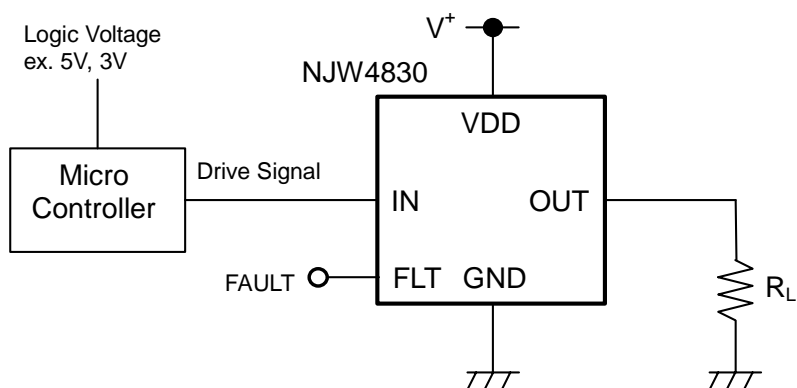 Logic Voltage
ex. 5V, 3V
V+
NJW4830
VDD
Micro
Controller
Drive Signal
IN
OUT
FAULT
FLT
GND
RL